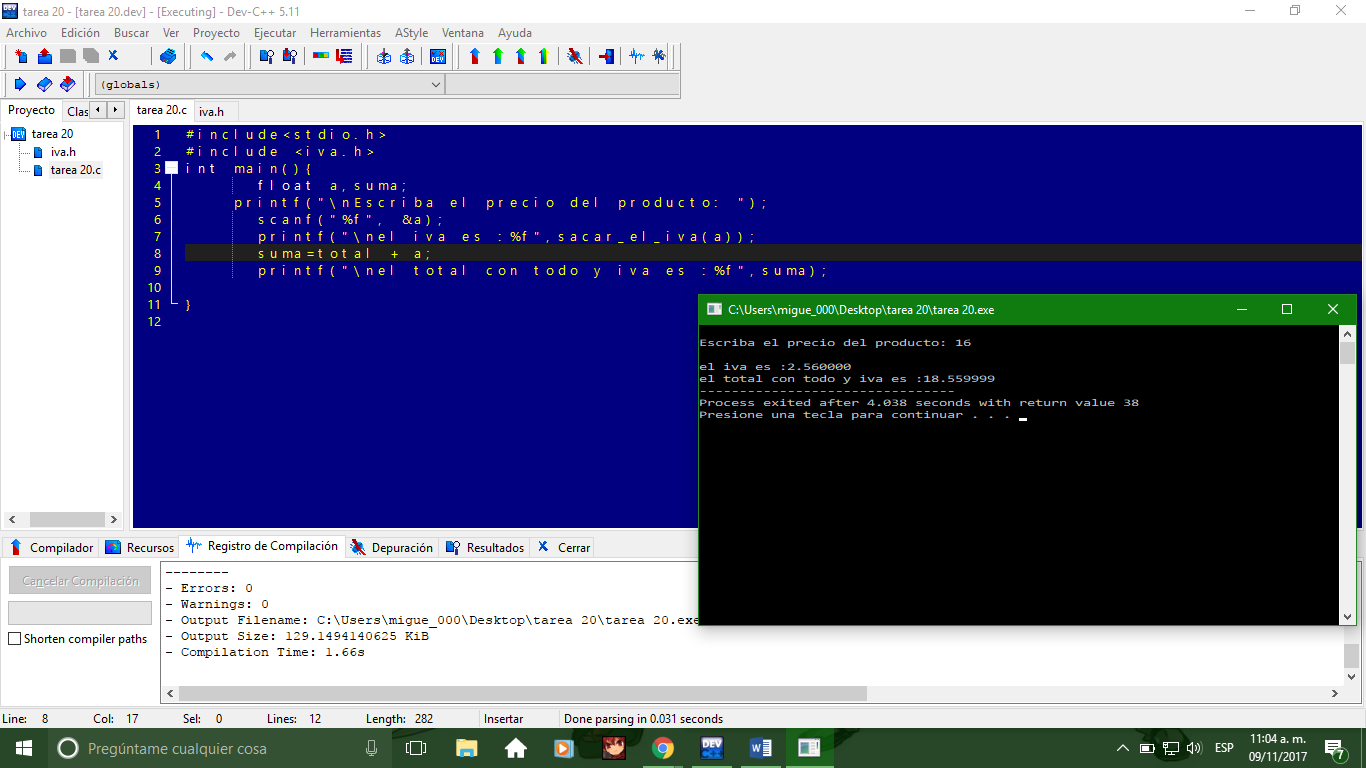 tarea 20 - [tarea 20.dev] - [Executing] - Dev-C++ 5.11
Archivo Edición Buscar Ver Proyecto Ejecutar Herramientas AStyle Ventana Ayuda
(globals)
Proyecto Clas tarea 20.c iva.h
tarea 20
iva.h
tarea 20.c
1 #include<stdio.h>
2 #include <iva.h>
3 int main(){
4 float a,suma;
5 printf("\nEscriba el precio del producto: ");
6 scanf("%f", &a);
7 printf("\nel iva es :%f",sacar_el_iva(a));
8 suma=total + a;
9 printf("\nel total con todo y iva es :%f",suma);
10
11 }
12
C:\Users\migue_000\Desktop\tarea 20\tarea 20.exe
Escriba el precio del producto: 16
el iva es :2.560000
el total con todo y iva es :18.559999
--------------------------------
Process exited after 4.038 seconds with return value 38
Presione una tecla para continuar . . .
Compilador Recursos Registro de Compilación Depuración Resultados Cerrar
Cancelar Compilación
Shorten compiler paths
--------
- Errors: 0
- Warnings: 0
- Output Filename: C:\Users\migue_000\Desktop\tarea 20\tarea 20.exe
- Output Size: 129.1494140625 KiB
- Compilation Time: 1.66s
Line: 8 Col: 17 Sel: 0 Lines: 12 Length: 282 Insertar Done parsing in 0.031 seconds
Pregúntame cualquier cosa
ESP
11:04 a. m.
09/11/2017
7